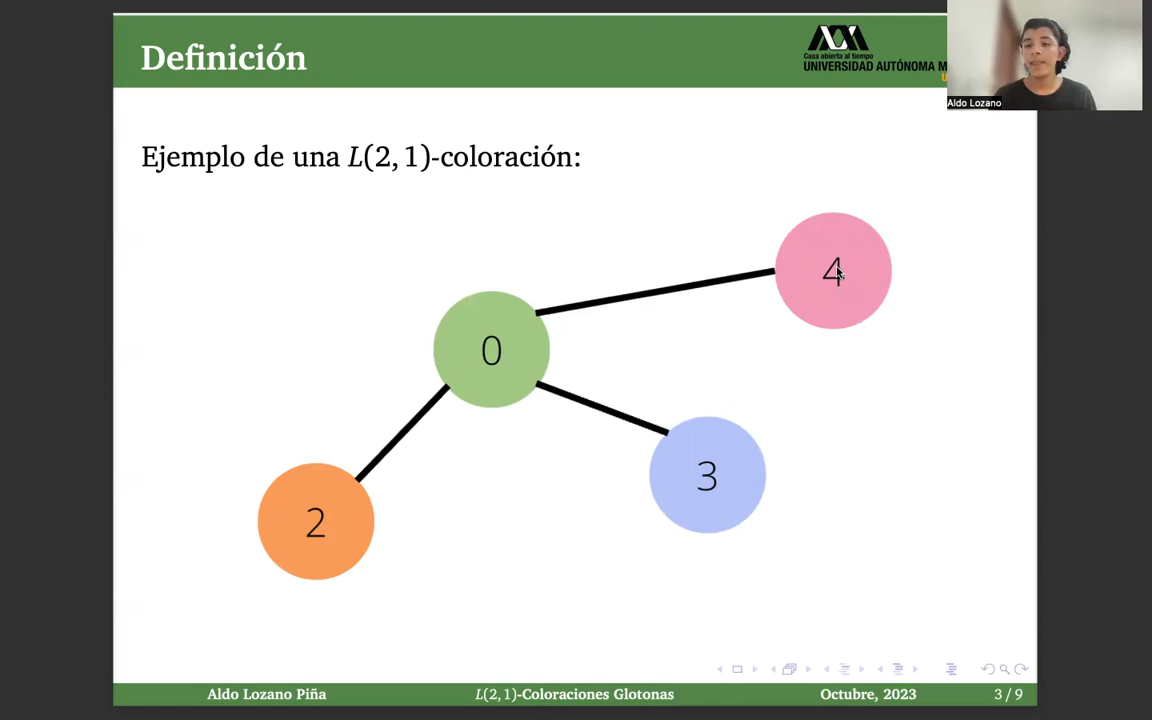 Definición
Casa abierta al tiempo
UNIVERSIDAD AUTÓNOMA M
Aldo Lozano
Ejemplo de una L(2, 1)-coloración:
4
0
3
2
Aldo Lozano Piña L(2, 1)-Coloraciones Glotonas Octubre, 2023 3 / 9